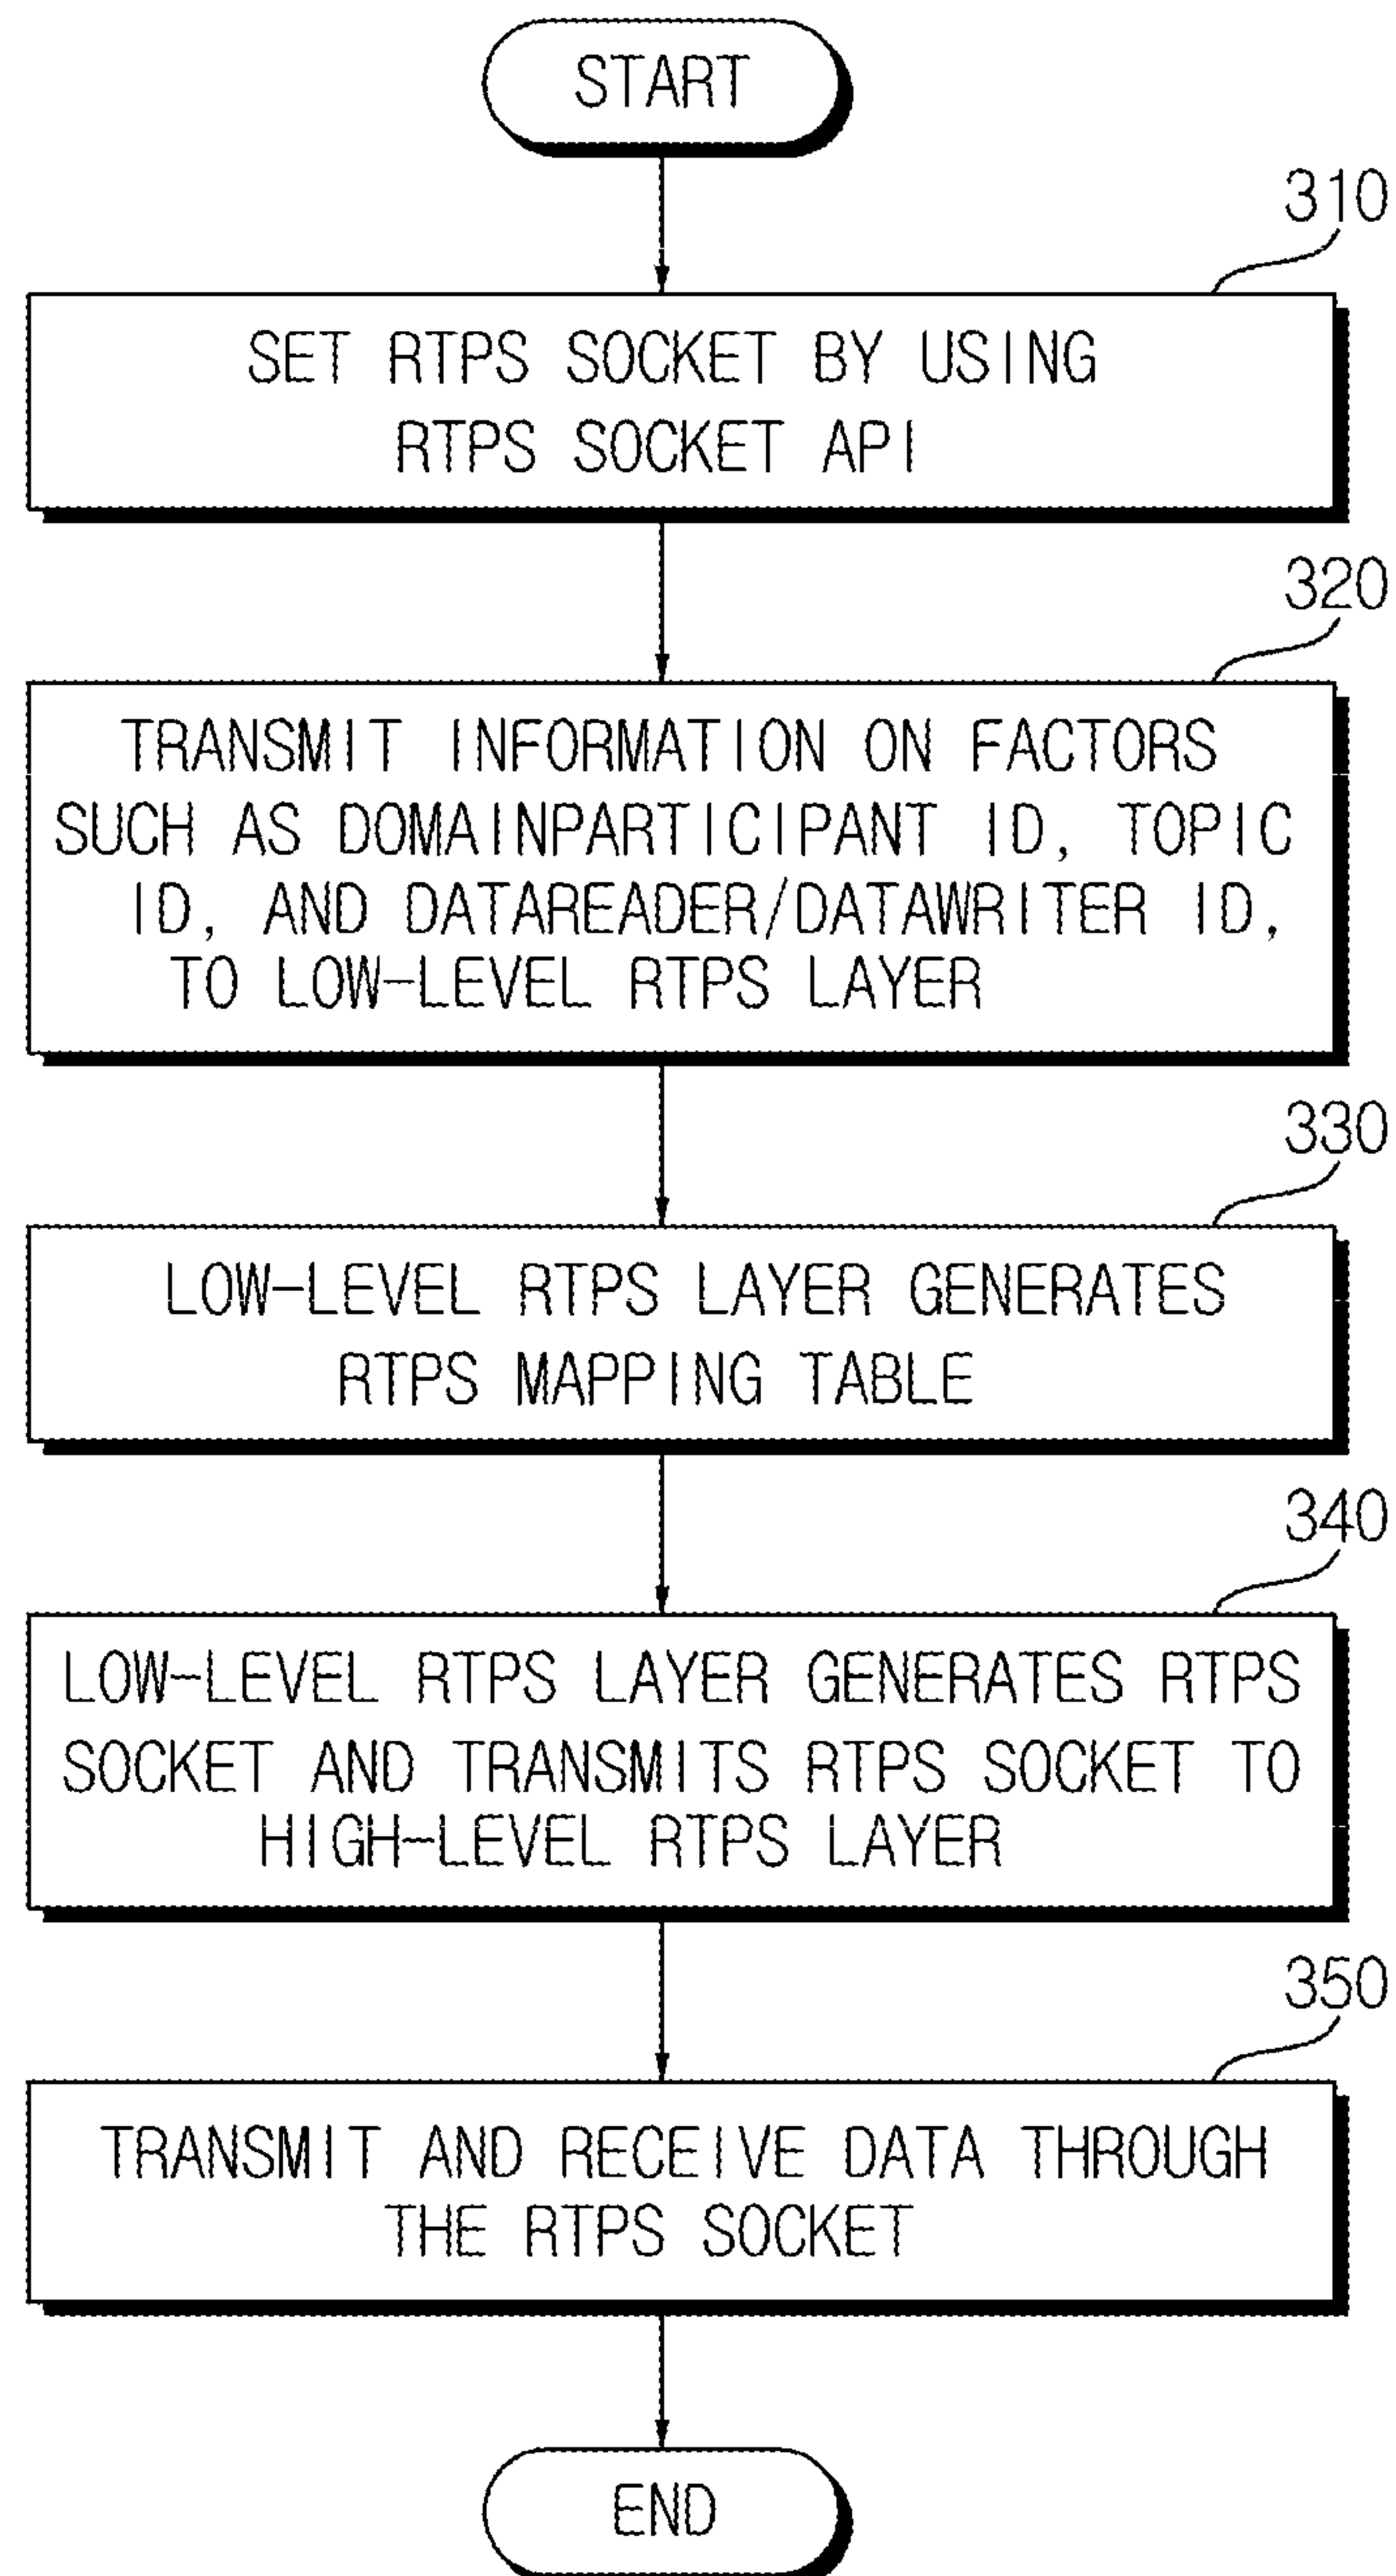 START
310
SET RTPS SOCKET BY USING
RTPS SOCKET API
320
TRANSMIT INFORMATION ON FACTORS
SUCH AS DOMAINPARTICIPANT ID, TOPIC
ID, AND DATAREADER/DATAWRITER ID,
TO LOW-LEVEL RTPS LAYER
330
LOW-LEVEL RTPS LAYER GENERATES
RTPS MAPPING TABLE
340
LOW-LEVEL RTPS LAYER GENERATES RTPS
SOCKET AND TRANSMITS RTPS SOCKET TO
HIGH-LEVEL RTPS LAYER
350
TRANSMIT AND RECEIVE DATA THROUGH
THE RTPS SOCKET
END